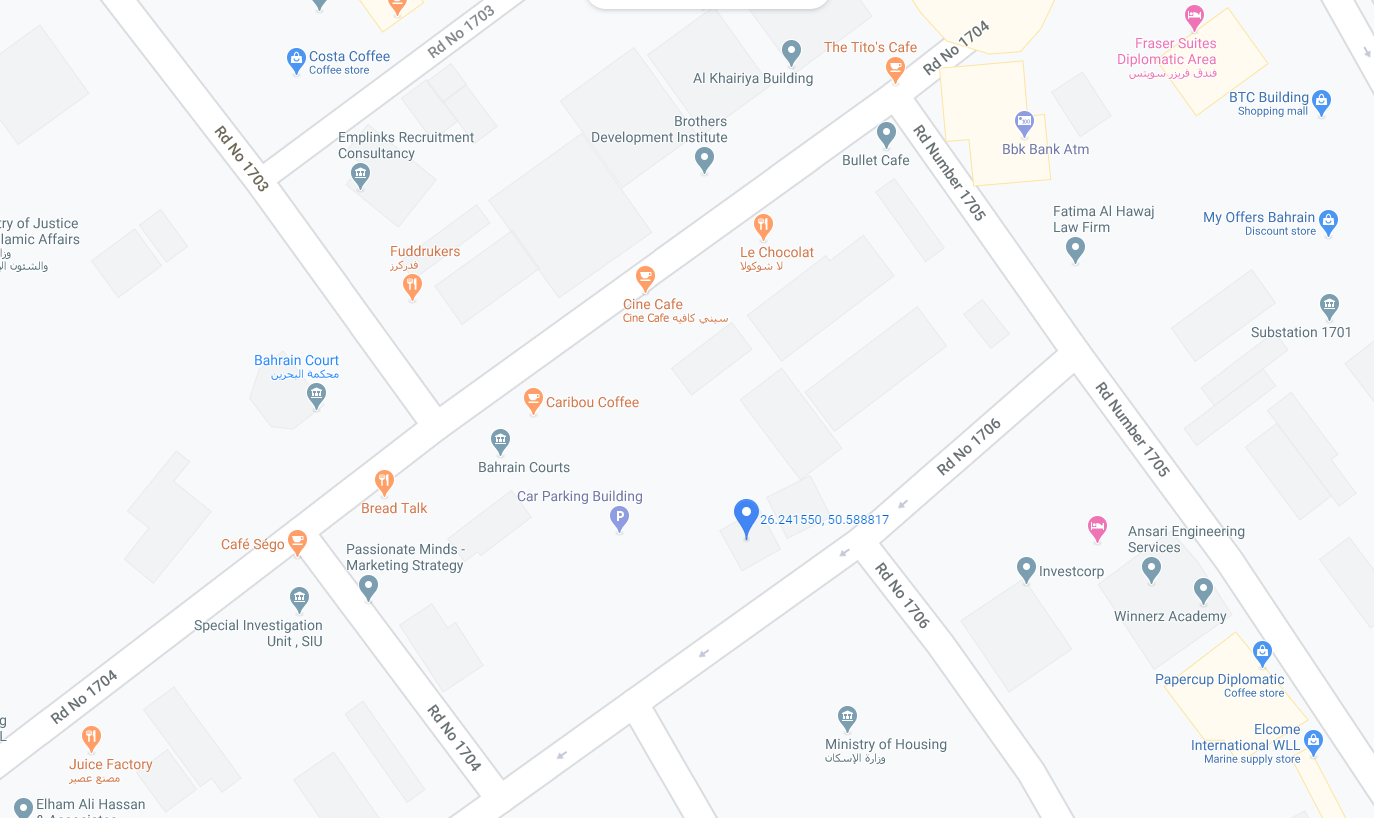 Rd No 1703
Costa Coffee
Coffee store
The Tito's Cafe
Rd No 1704
Fraser Suites
Diplomatic Area
فندق فريزر سويتس
Al Khairiya Building
BTC Building
Shopping mall
Rd No 1703
Emplinks Recruitment
Consultancy
Brothers
Development Institute
Bullet Cafe
Rd Number 1705
Bbk Bank Atm
try of Justice
lamic Affairs
وزا
والشئون الإ
Fatima Al Hawaj
Law Firm
My Offers Bahrain
Discount store
Fuddrukers
فدركرز
Le Chocolat
لا شوكولا
Cine Cafe
Cine Cafe سيني كافيه
Substation 1701
Bahrain Court
محكمة البحرين
Caribou Coffee
Rd Number 1705
Bahrain Courts
Rd No 1706
Bread Talk
Car Parking Building
P
26.241550, 50.588817
Café Ségo
Passionate Minds -
Marketing Strategy
Ansari Engineering
Services
Investcorp
Rd No 1706
Winnerz Academy
Special Investigation
Unit , SIU
Rd No 1704
Papercup Diplomatic
Coffee store
g
L
Rd No 1704
Ministry of Housing
وزارة الإسكان
Elcome
International WLL
Marine supply store
Juice Factory
مصنع عصير
Elham Ali Hassan
& Associates